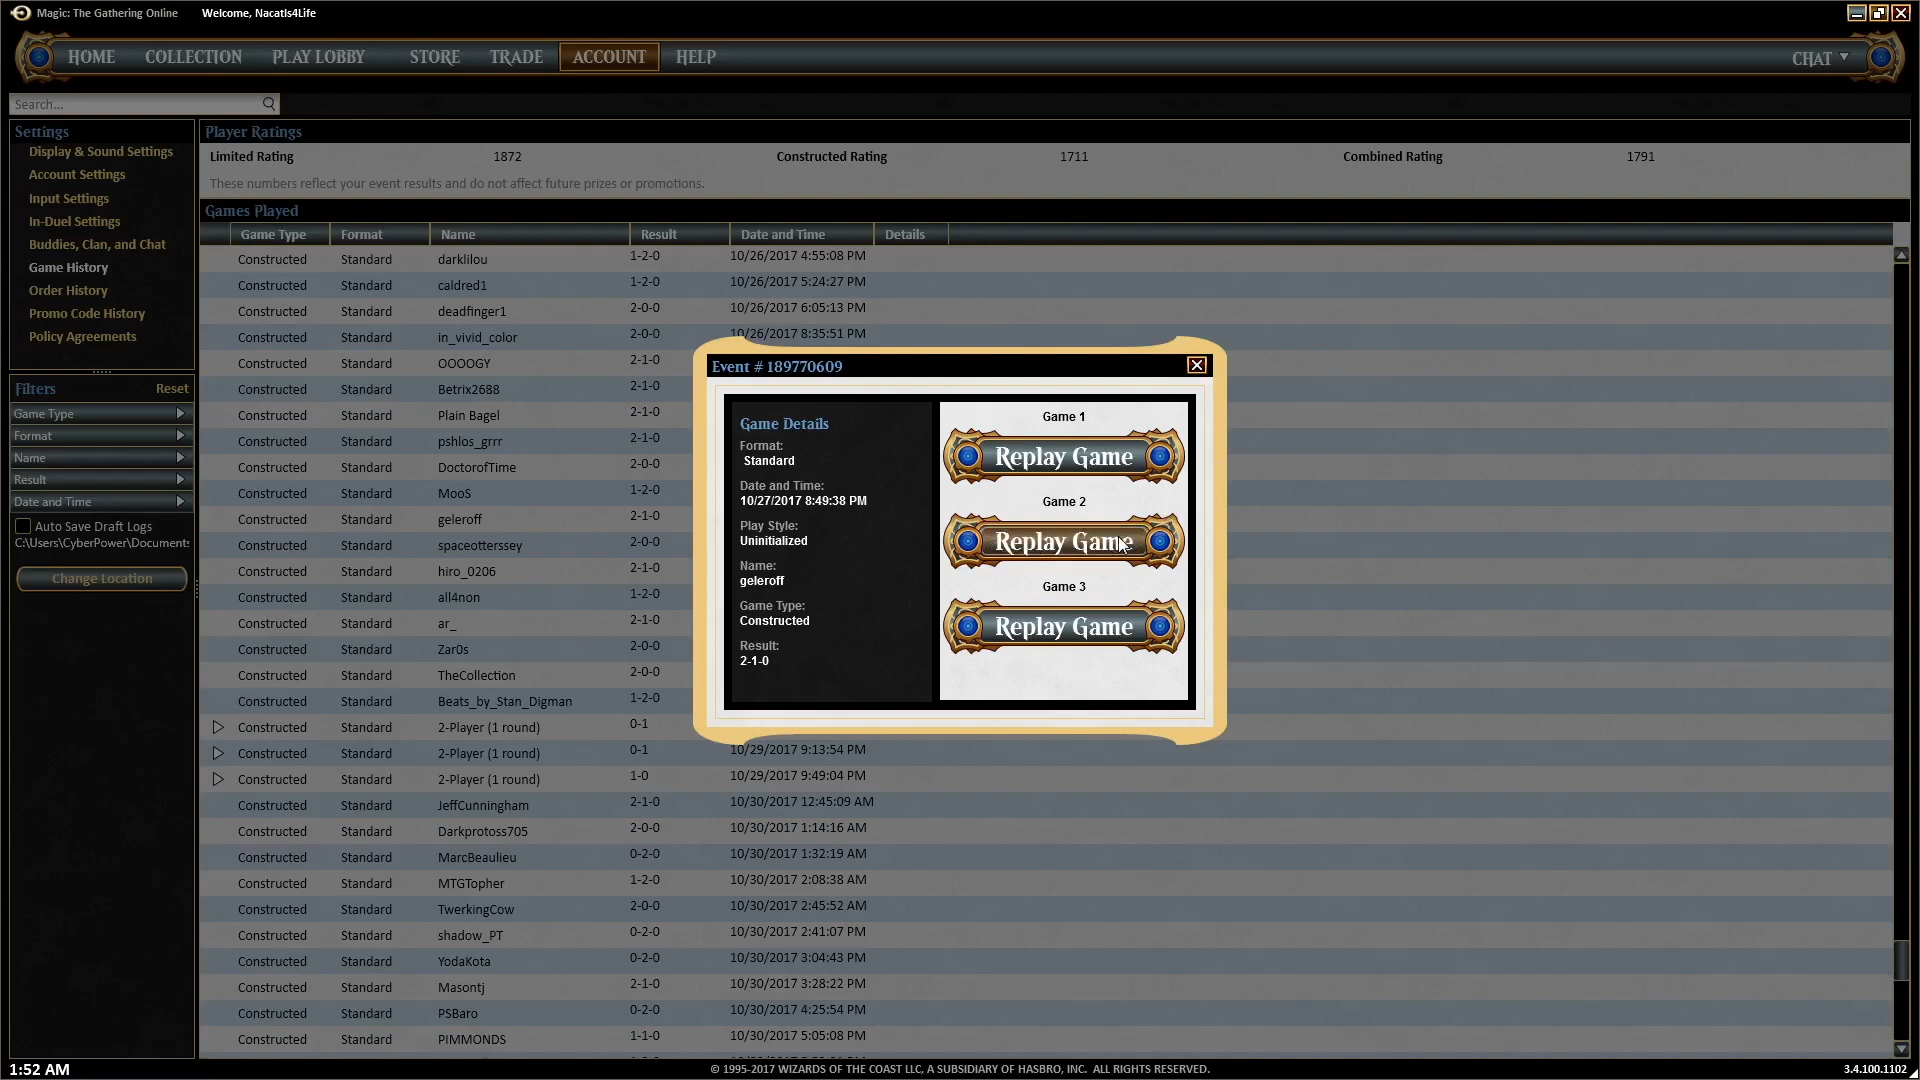 Magic: The Gathering Online Welcome, Nacatls4Life
HOME COLLECTION PLAY LOBBY STORE TRADE ACCOUNT HELP CHAT
Search...
Settings
Display & Sound Settings
Account Settings
Input Settings
In-Duel Settings
Buddies, Clan, and Chat
Game History
Order History
Promo Code History
Policy Agreements
Filters Reset
Game Type
Format
Name
Result
Date and Time
Auto Save Draft Logs
C:\Users\CyberPower\Documents
Change Location
Player Ratings
Limited Rating 1872 Constructed Rating 1711 Combined Rating 1791
These numbers reflect your event results and do not affect future prizes or promotions.
Games Played
Game Type Format Name Result Date and Time Details
Constructed Standard darklilou 1-2-0 10/26/2017 4:55:08 PM
Constructed Standard caldred1 1-2-0 10/26/2017 5:24:27 PM
Constructed Standard deadfinger1 2-0-0 10/26/2017 6:05:13 PM
Constructed Standard in_vivid_color 2-0-0 10/26/2017 8:35:51 PM
Constructed Standard OOOOGY 2-1-0
Constructed Standard Betrix2688 2-1-0
Constructed Standard Plain Bagel 2-1-0
Constructed Standard pshlos_grrr 2-1-0
Constructed Standard DoctorofTime 2-0-0
Constructed Standard MooS 1-2-0
Constructed Standard geleroff 2-1-0
Constructed Standard spaceotterssey 2-0-0
Constructed Standard hiro_0206 2-1-0
Constructed Standard all4non 1-2-0
Constructed Standard ar_ 2-1-0
Constructed Standard Zar0s 2-0-0
Constructed Standard TheCollection 2-0-0
Constructed Standard Beats_by_Stan_Digman 1-2-0
Constructed Standard 2-Player (1 round) 0-1
Constructed Standard 2-Player (1 round) 0-1 10/29/2017 9:13:54 PM
Constructed Standard 2-Player (1 round) 1-0 10/29/2017 9:49:04 PM
Constructed Standard JeffCunningham 2-1-0 10/30/2017 12:45:09 AM
Constructed Standard Darkprotoss705 2-0-0 10/30/2017 1:14:16 AM
Constructed Standard MarcBeaulieu 0-2-0 10/30/2017 1:32:19 AM
Constructed Standard MTGTopher 1-2-0 10/30/2017 2:08:38 AM
Constructed Standard TwerkingCow 2-0-0 10/30/2017 2:45:52 AM
Constructed Standard shadow_PT 0-2-0 10/30/2017 2:41:07 PM
Constructed Standard YodaKota 0-2-0 10/30/2017 3:04:43 PM
Constructed Standard Masontj 2-1-0 10/30/2017 3:28:22 PM
Constructed Standard PSBaro 0-2-0 10/30/2017 4:25:54 PM
Constructed Standard PIMMONDS 1-1-0 10/30/2017 5:05:08 PM
Event # 189770609
Game Details
Format:
Standard
Date and Time:
10/27/2017 8:49:38 PM
Play Style:
Uninitialized
Name:
geleroff
Game Type:
Constructed
Result:
2-1-0
Game 1
Replay Game
Game 2
Replay Game
Game 3
Replay Game
1:52 AM © 1995-2017 WIZARDS OF THE COAST LLC, A SUBSIDIARY OF HASBRO, INC. ALL RIGHTS RESERVED. 3.4.100.1102